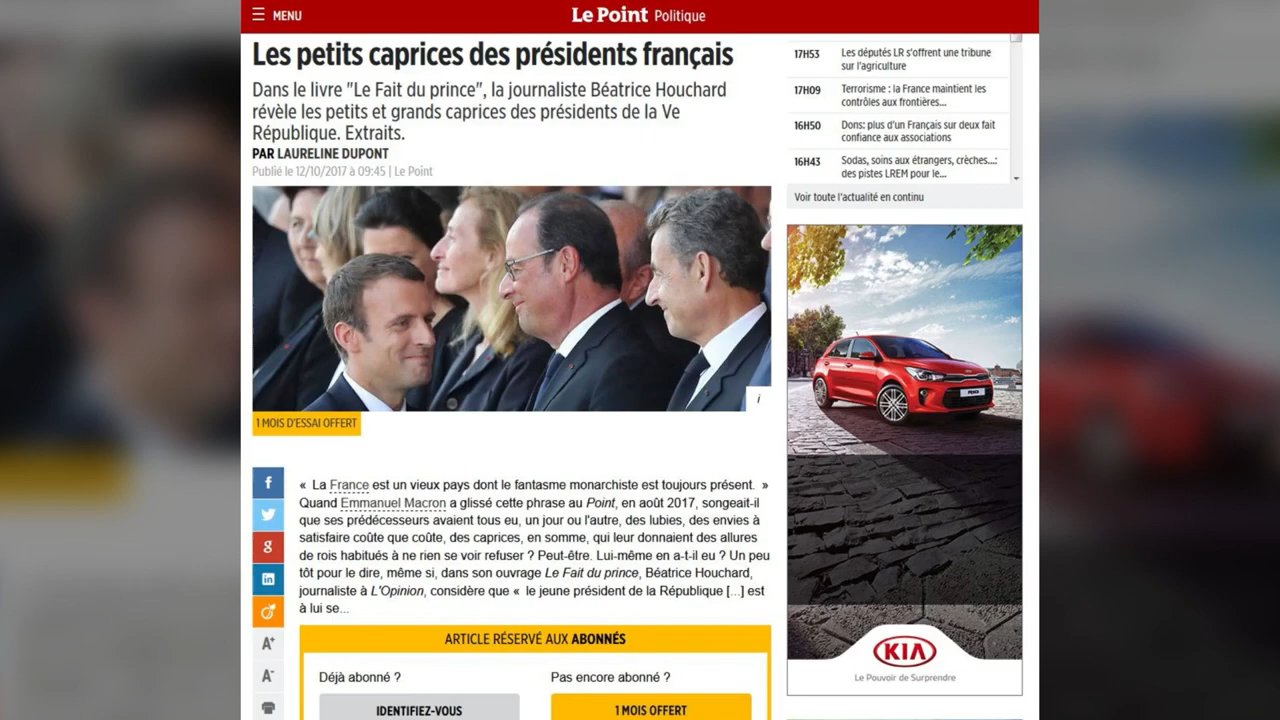 MENU
Le Point Politique
Les petits caprices des présidents français
Dans le livre "Le Fait du prince", la journaliste Béatrice Houchard
révèle les petits et grands caprices des présidents de la Ve
République. Extraits.
PAR LAURELINE DUPONT
Publié le 12/10/2017 à 09:45 | Le Point
i
1 MOIS D'ESSAI OFFERT
« La France est un vieux pays dont le fantasme monarchiste est toujours présent. »
Quand Emmanuel Macron a glissé cette phrase au Point, en août 2017, songeait-il
que ses prédécesseurs avaient tous eu, un jour ou l'autre, des lubies, des envies à
satisfaire coûte que coûte, des caprices, en somme, qui leur donnaient des allures
de rois habitués à ne rien se voir refuser ? Peut-être. Lui-même en a-t-il eu ? Un peu
tôt pour le dire, même si, dans son ouvrage Le Fait du prince, Béatrice Houchard,
journaliste à L'Opinion, considère que « le jeune président de la République [...] est
à lui se...
f
g
in
A+
A-
ARTICLE RÉSERVÉ AUX ABONNÉS
Déjà abonné ?
IDENTIFIEZ-VOUS
Pas encore abonné ?
1 MOIS OFFERT
17H53 Les députés LR s'offrent une tribune
sur l'agriculture
17H09 Terrorisme : la France maintient les
contrôles aux frontières...
16H50 Dons: plus d'un Français sur deux fait
confiance aux associations
16H43 Sodas, soins aux étrangers, crèches...:
des pistes LREM pour le...
Voir toute l'actualité en continu
KIA
Le Pouvoir de Surprendre